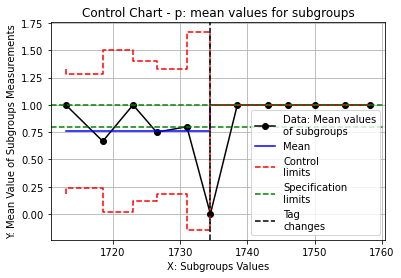 Control Chart - p: mean values for subgroups
Y: Mean Value of Subgroups Measurements
1.75
1.50
1.25
1.00
0.75
0.50
0.25
0.00
Data: Mean values
of subgroups
Mean
Control
limits
Specification
limits
Tag
changes
1720
1730
1740
1750
1760
X: Subgroups Values